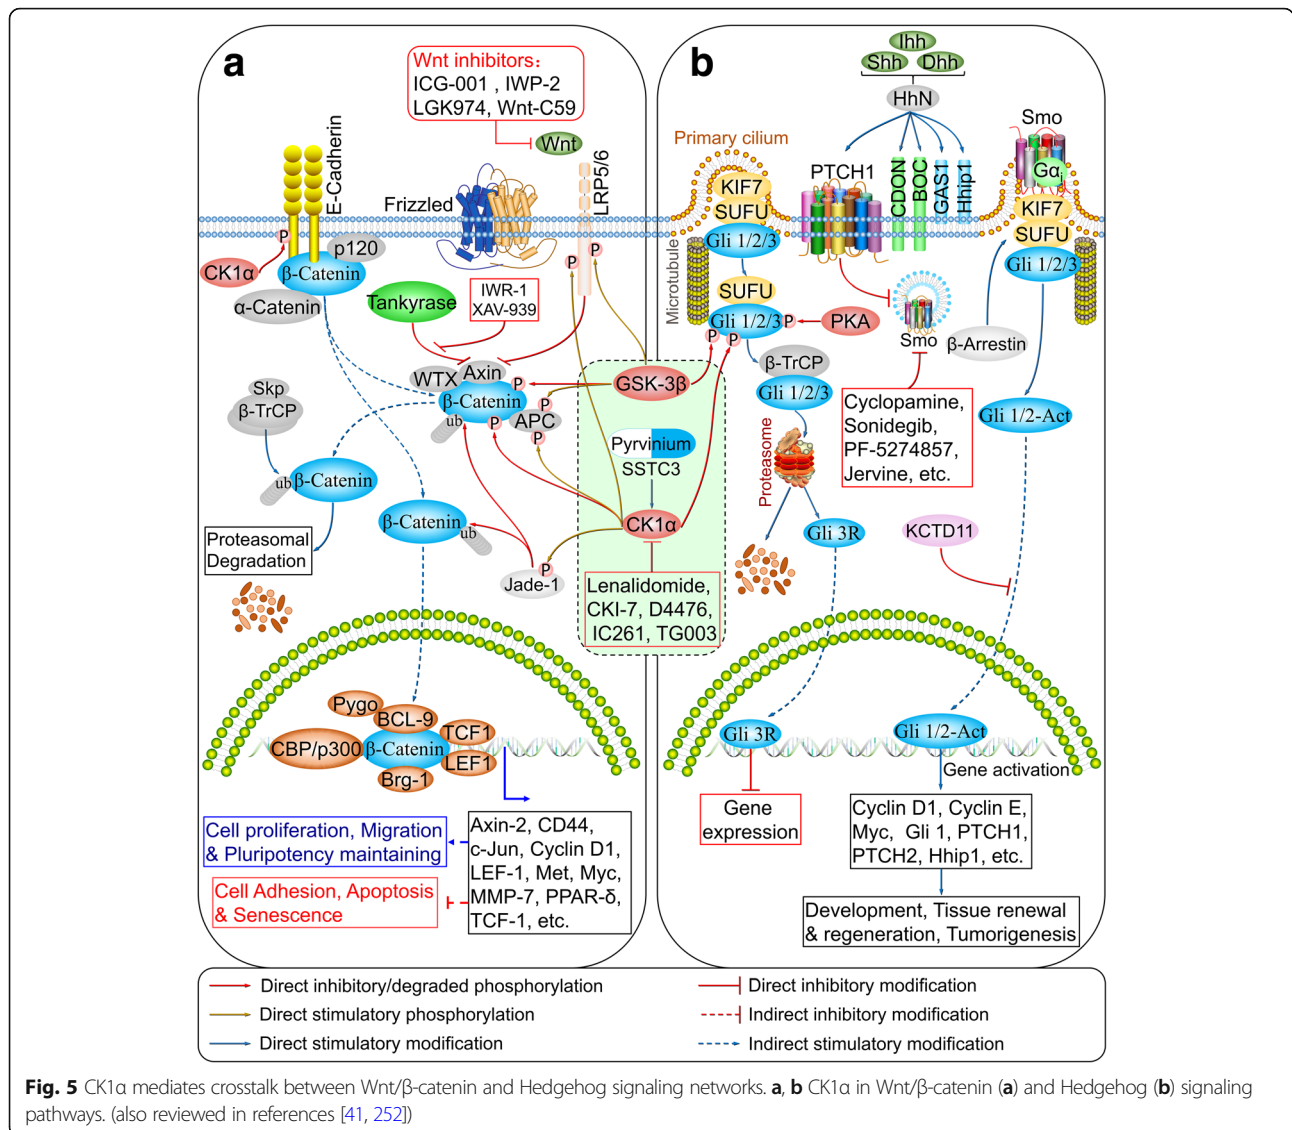 a
Wnt inhibitors:
ICG-001 , IWP-2
LGK974, Wnt-C59
Wnt
E-Cadherin
Frizzled
LRP5/6
P
p120
CK1α
β-Catenin
α-Catenin
P
P
Tankyrase
IWR-1
XAV-939
WTX
Axin
β-Catenin
P
P
APC
P
P
ub
Skp
β-TrCP
ub
β-Catenin
β-Catenin
ub
Proteasomal
Degradation
P
Jade-1
GSK-3β
Pyrvinium
SSTC3
CK1α
Lenalidomide,
CKI-7, D4476,
IC261, TG003
Pygo
BCL-9
TCF1
CBP/p300
β-Catenin
LEF1
Brg-1
Cell proliferation, Migration
& Pluripotency maintaining
Cell Adhesion, Apoptosis
& Senescence
Axin-2, CD44,
c-Jun, Cyclin D1,
LEF-1, Met, Myc,
MMP-7, PPAR-δ,
TCF-1, etc.
b
Ihh
Shh
Dhh
HhN
Primary cilium
KIF7
SUFU
Gli 1/2/3
Microtubule
PTCH1
CDON
BOC
GAS1
Hhip1
Smo
Gαi
KIF7
SUFU
Gli 1/2/3
SUFU
Gli 1/2/3
P
P
P
PKA
Smo
β-Arrestin
β-TrCP
Gli 1/2/3
Cyclopamine,
Sonidegib,
PF-5274857,
Jervine, etc.
Gli 1/2-Act
Proteasome
Gli 3R
KCTD11
Gli 3R
Gli 1/2-Act
Gene activation
Gene
expression
Cyclin D1, Cyclin E,
Myc, Gli 1, PTCH1,
PTCH2, Hhip1, etc.
Development, Tissue renewal
& regeneration, Tumorigenesis
Direct inhibitory/degraded phosphorylation
Direct stimulatory phosphorylation
Direct stimulatory modification
Direct inhibitory modification
Indirect inhibitory modification
Indirect stimulatory modification
Fig. 5 CK1α mediates crosstalk between Wnt/β-catenin and Hedgehog signaling networks. a, b CK1α in Wnt/β-catenin (a) and Hedgehog (b) signaling
pathways. (also reviewed in references [41, 252])